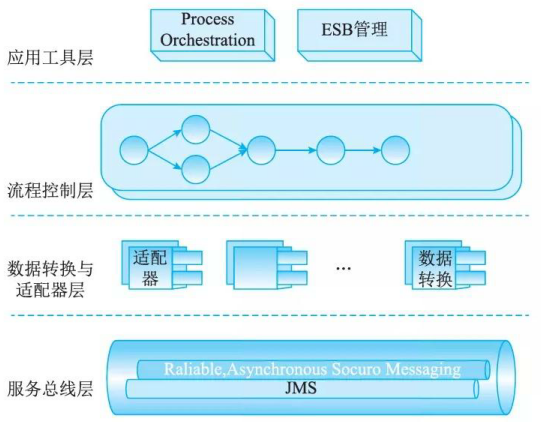 Process
Orchestration
ESB管理
应用工具层
流程控制层
适配
器
...
数据
转换
数据转换与
适配器层
Raliable,Asynchronous Socuro Messaging
JMS
服务总线层